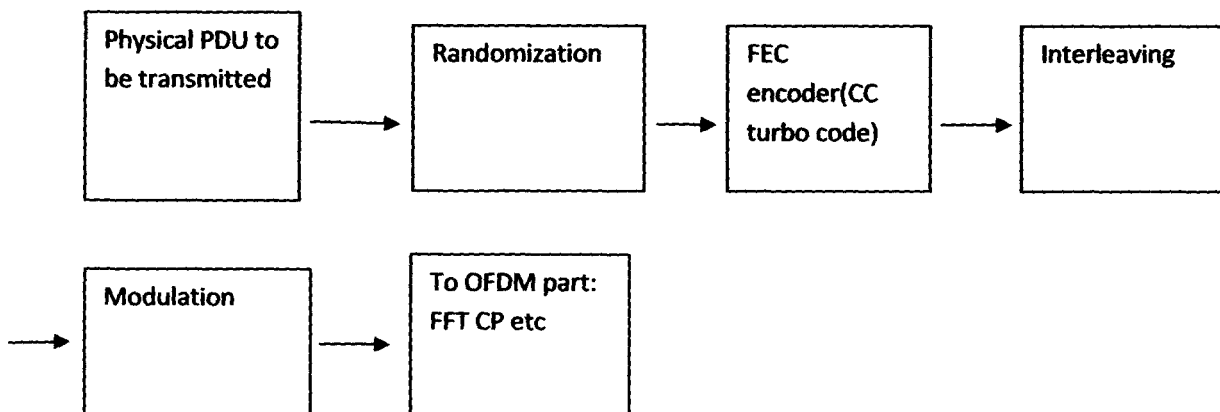 Physical PDU to
be transmitted
Randomization
FEC
encoder(CC
turbo code)
Interleaving
Modulation
To OFDM part:
FFT CP etc